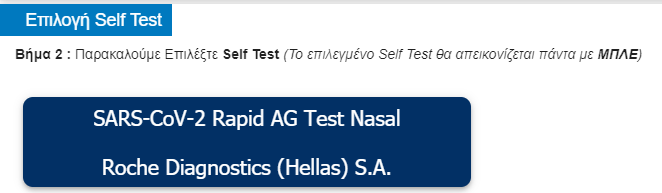 Επιλογή Self Test
Βήμα 2 : Παρακαλούμε Επιλέξτε Self Test (Το επιλεγμένο Self Test θα απεικονίζεται πάντα με ΜΠΛΕ)
SARS-CoV-2 Rapid AG Test Nasal
Roche Diagnostics (Hellas) S.A.